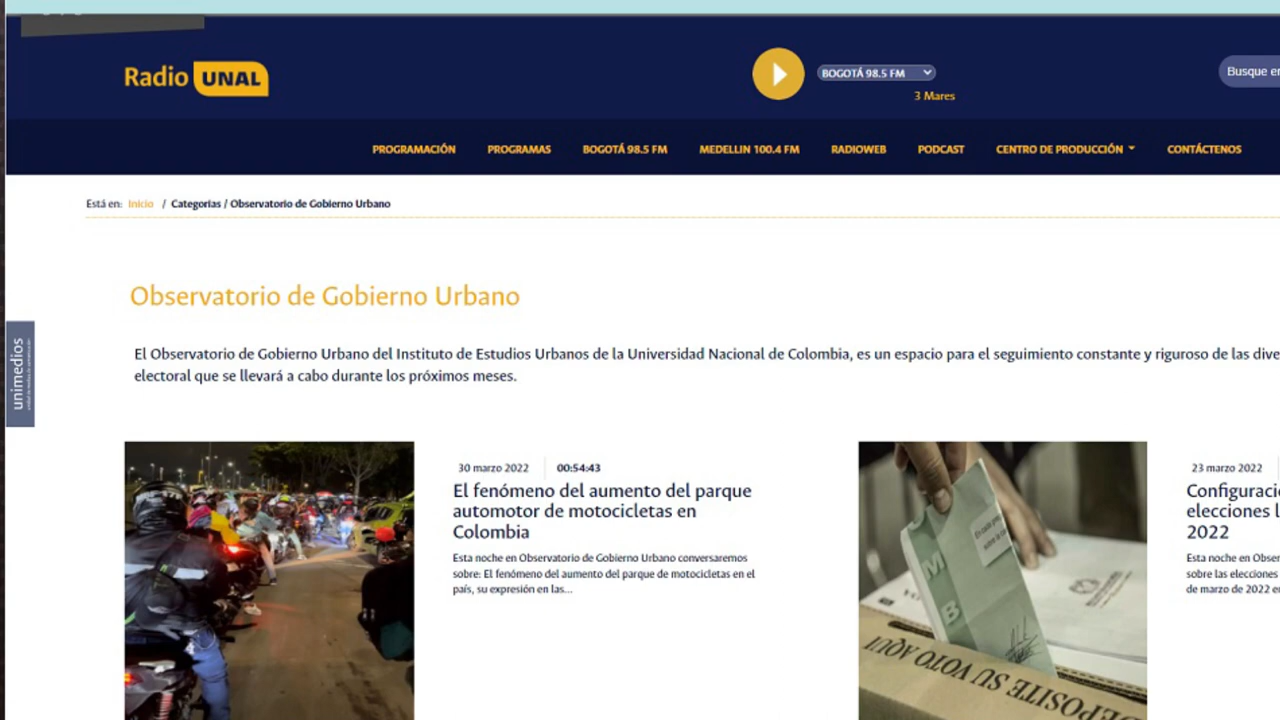 Radio UNAL
BOGOTÁ 98.5 FM
Busque en
3 Mares
PROGRAMACIÓN PROGRAMAS BOGOTÁ 98.5 FM MEDELLIN 100.4 FM RADIOWEB PODCAST CENTRO DE PRODUCCIÓN CONTÁCTENOS
Está en: Inicio / Categorias / Observatorio de Gobierno Urbano
Observatorio de Gobierno Urbano
El Observatorio de Gobierno Urbano del Instituto de Estudios Urbanos de la Universidad Nacional de Colombia, es un espacio para el seguimiento constante y riguroso de las dive
electoral que se llevará a cabo durante los próximos meses.
unimedios
30 marzo 2022 00:54:43
El fenómeno del aumento del parque
automotor de motocicletas en
Colombia
Esta noche en Observatorio de Gobierno Urbano conversaremos
sobre: El fenómeno del aumento del parque de motocicletas en el
país, su expresión en las...
M
B
DEPOSITE SU VOTO AQUI
23 marzo 2022
Configuraci
elecciones l
2022
Esta noche en Obser
sobre las elecciones
de marzo de 2022 e